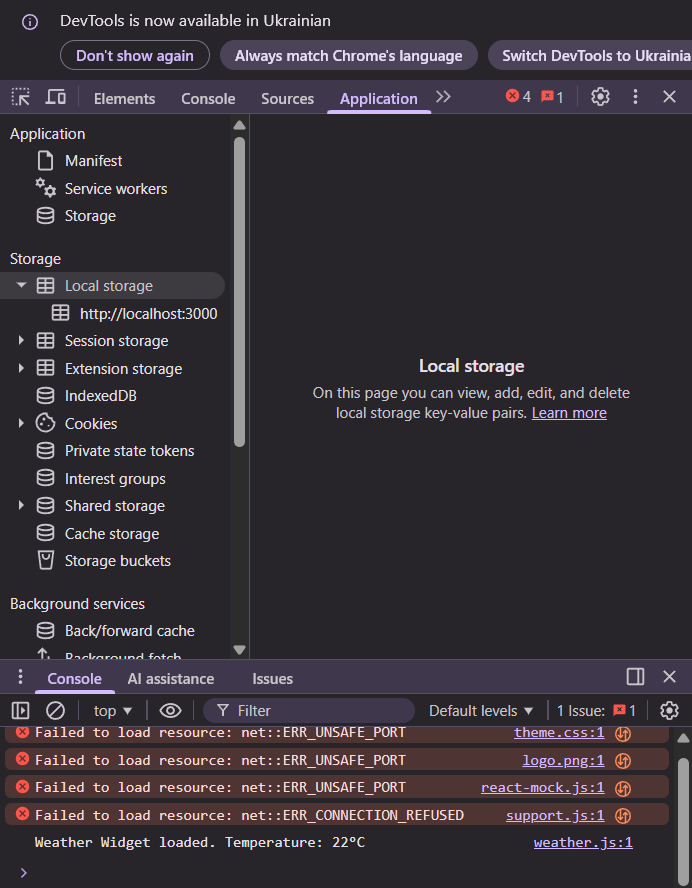 DevTools is now available in Ukrainian
Don't show again
Always match Chrome's language
Switch DevTools to Ukrainia
Elements
Console
Sources
Application
4
1
Application
Manifest
Service workers
Storage
Storage
Local storage
http://localhost:3000
Session storage
Extension storage
IndexedDB
Cookies
Private state tokens
Interest groups
Shared storage
Cache storage
Storage buckets
Background services
Back/forward cache
Background fetch
Local storage
On this page you can view, add, edit, and delete
local storage key-value pairs. Learn more
Console
AI assistance
Issues
top
Filter
Default levels
1 Issue: 1
Failed to load resource: net::ERR_UNSAFE_PORT theme.css:1
Failed to load resource: net::ERR_UNSAFE_PORT logo.png:1
Failed to load resource: net::ERR_UNSAFE_PORT react-mock.js:1
Failed to load resource: net::ERR_CONNECTION_REFUSED support.js:1
Weather Widget loaded. Temperature: 22°C weather.js:1